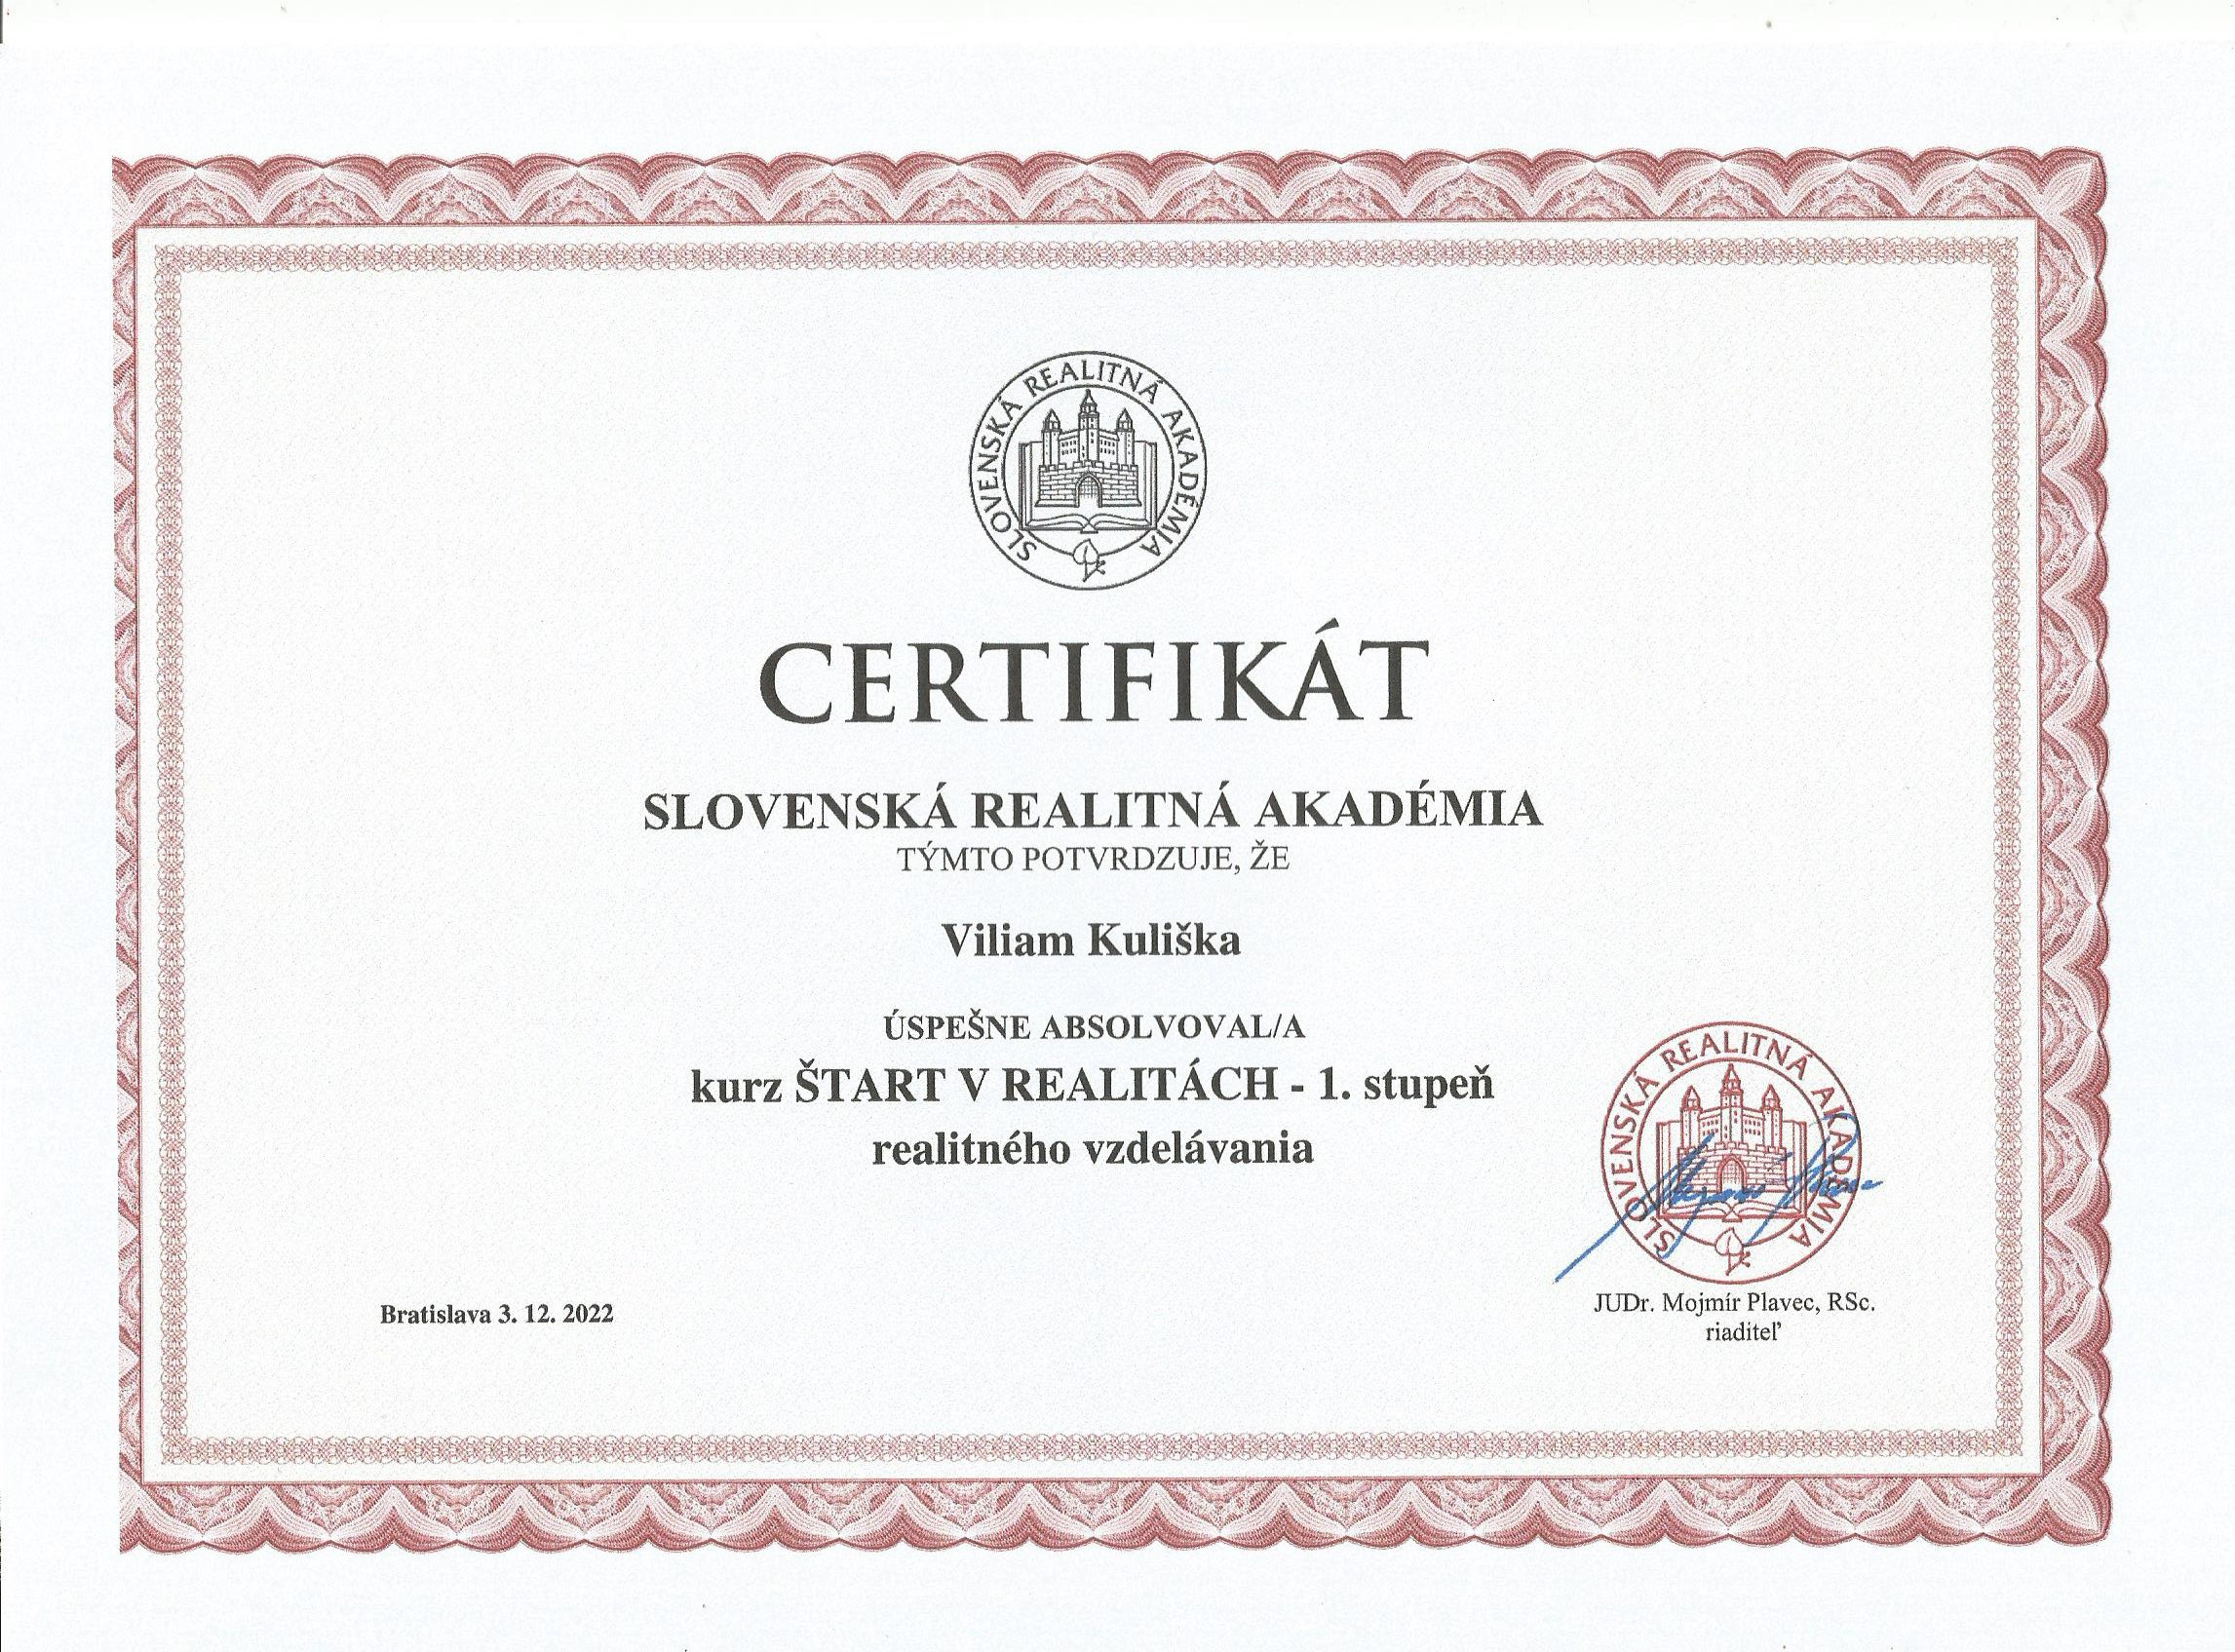 SLOVENSKÁ REALITNÁ AKADÉMIA
CERTIFIKÁT
SLOVENSKÁ REALITNÁ AKADÉMIA
TÝMTO POTVRDZUJE, ŽE
Viliam Kuliška
ÚSPEŠNE ABSOLVOVAL/A
kurz ŠTART V REALITÁCH - 1. stupeň
realitného vzdelávania
SLOVENSKÁ REALITNÁ AKADÉMIA
Bratislava 3. 12. 2022
JUDr. Mojmír Plavec, RSc.
riaditeľ